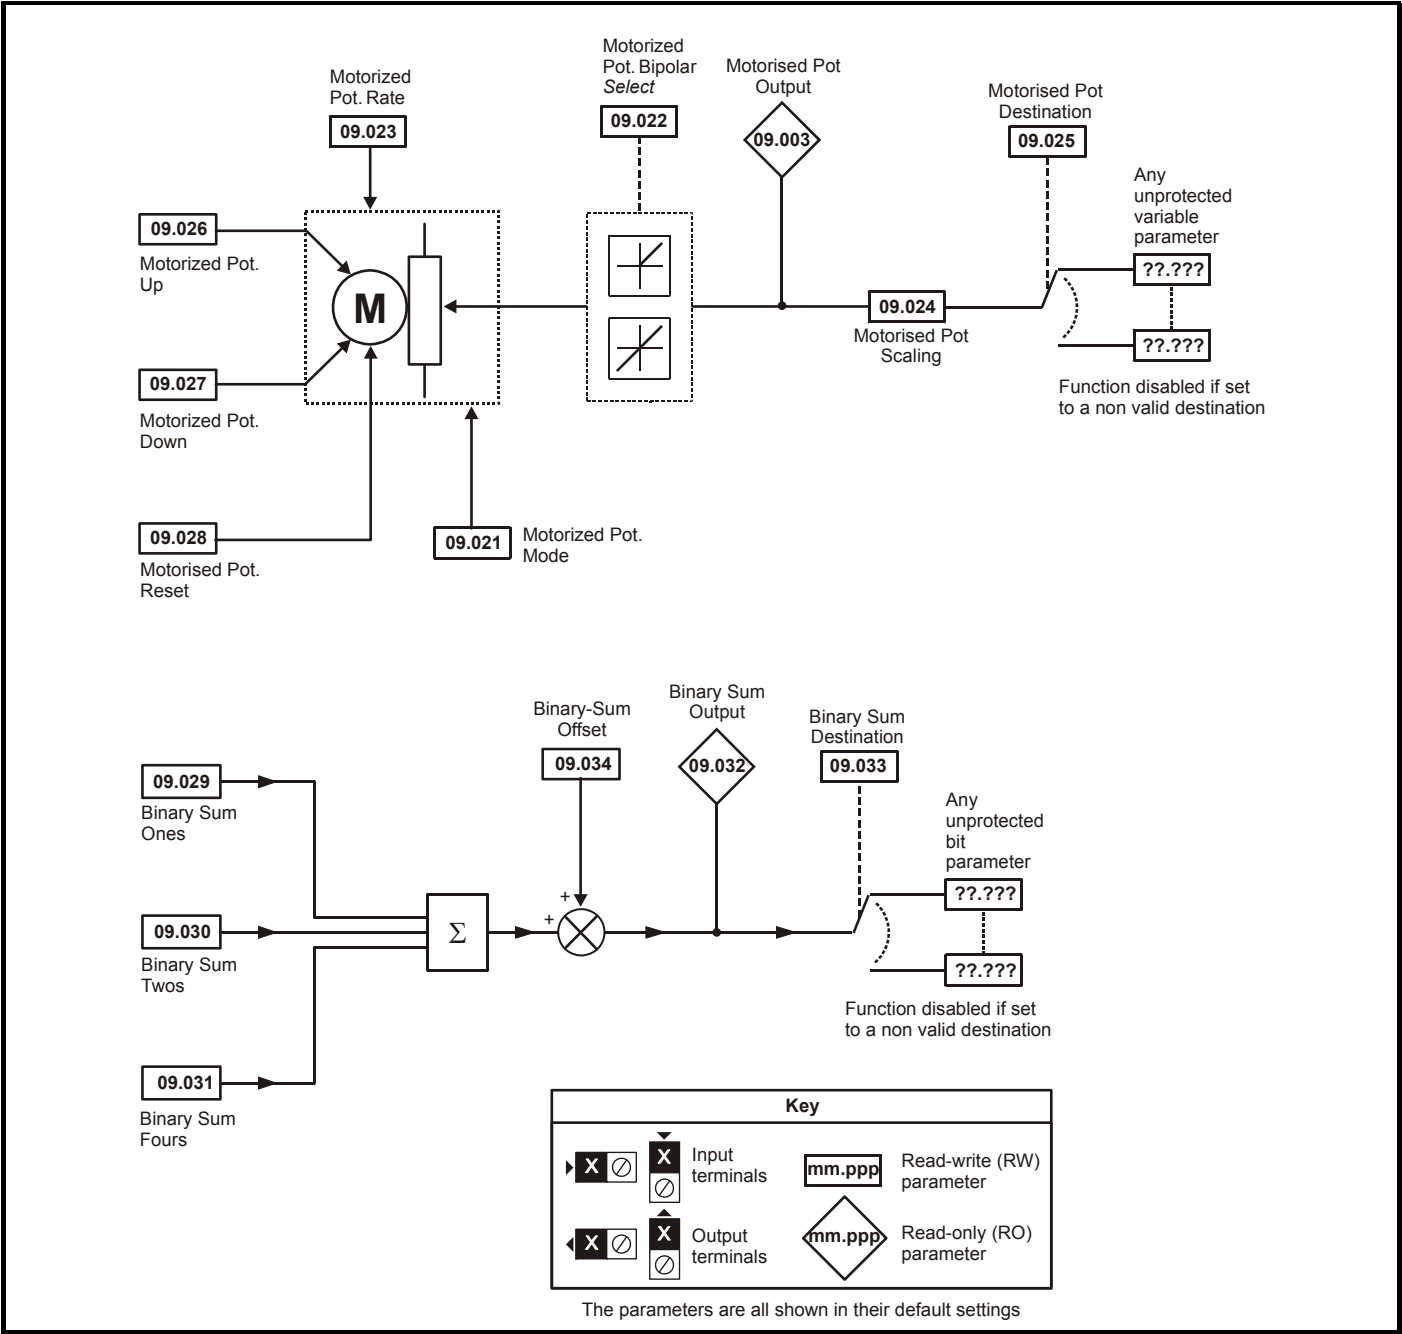 Motorized
Pot. Rate
09.023
Motorized
Pot. Bipolar
Select
09.022
Motorised Pot
Output
09.003
Motorised Pot
Destination
09.025
Any
unprotected
variable
parameter
??.???
??.???
Function disabled if set
to a non valid destination
09.026
Motorized Pot.
Up
M
09.024
Motorised Pot
Scaling
09.027
Motorized Pot.
Down
09.028
Motorised Pot.
Reset
09.021
Motorized Pot.
Mode
Binary-Sum
Offset
09.034
Binary Sum
Output
09.032
Binary Sum
Destination
09.033
Any
unprotected
bit
parameter
??.???
??.???
Function disabled if set
to a non valid destination
09.029
Binary Sum
Ones
09.030
Binary Sum
Twos
Σ
+
+
09.031
Binary Sum
Fours
Key
X
X
Input
terminals
mm.ppp
Read-write (RW)
parameter
X
X
Output
terminals
mm.ppp
Read-only (RO)
parameter
The parameters are all shown in their default settings